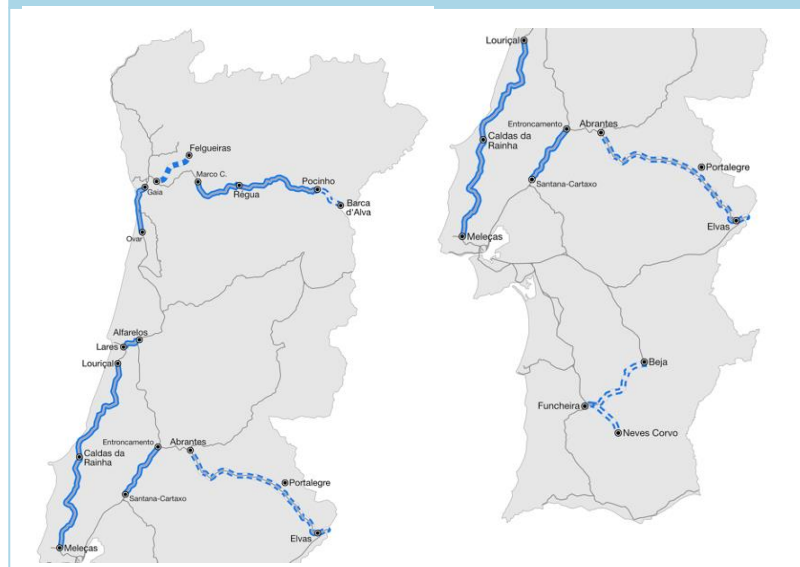 Felgueiras
Marco C.
Pocinho
Gaia
Régua
Barca
d'Alva
Ovar
Alfarelos
Lares
Louriçal
Entroncamento
Abrantes
Caldas da
Rainha
Portalegre
Santana-Cartaxo
Elvas
Meleças
Louriçal
Entroncamento
Abrantes
Caldas da
Rainha
Portalegre
Santana-Cartaxo
Elvas
Meleças
Beja
Funcheira
Neves Corvo